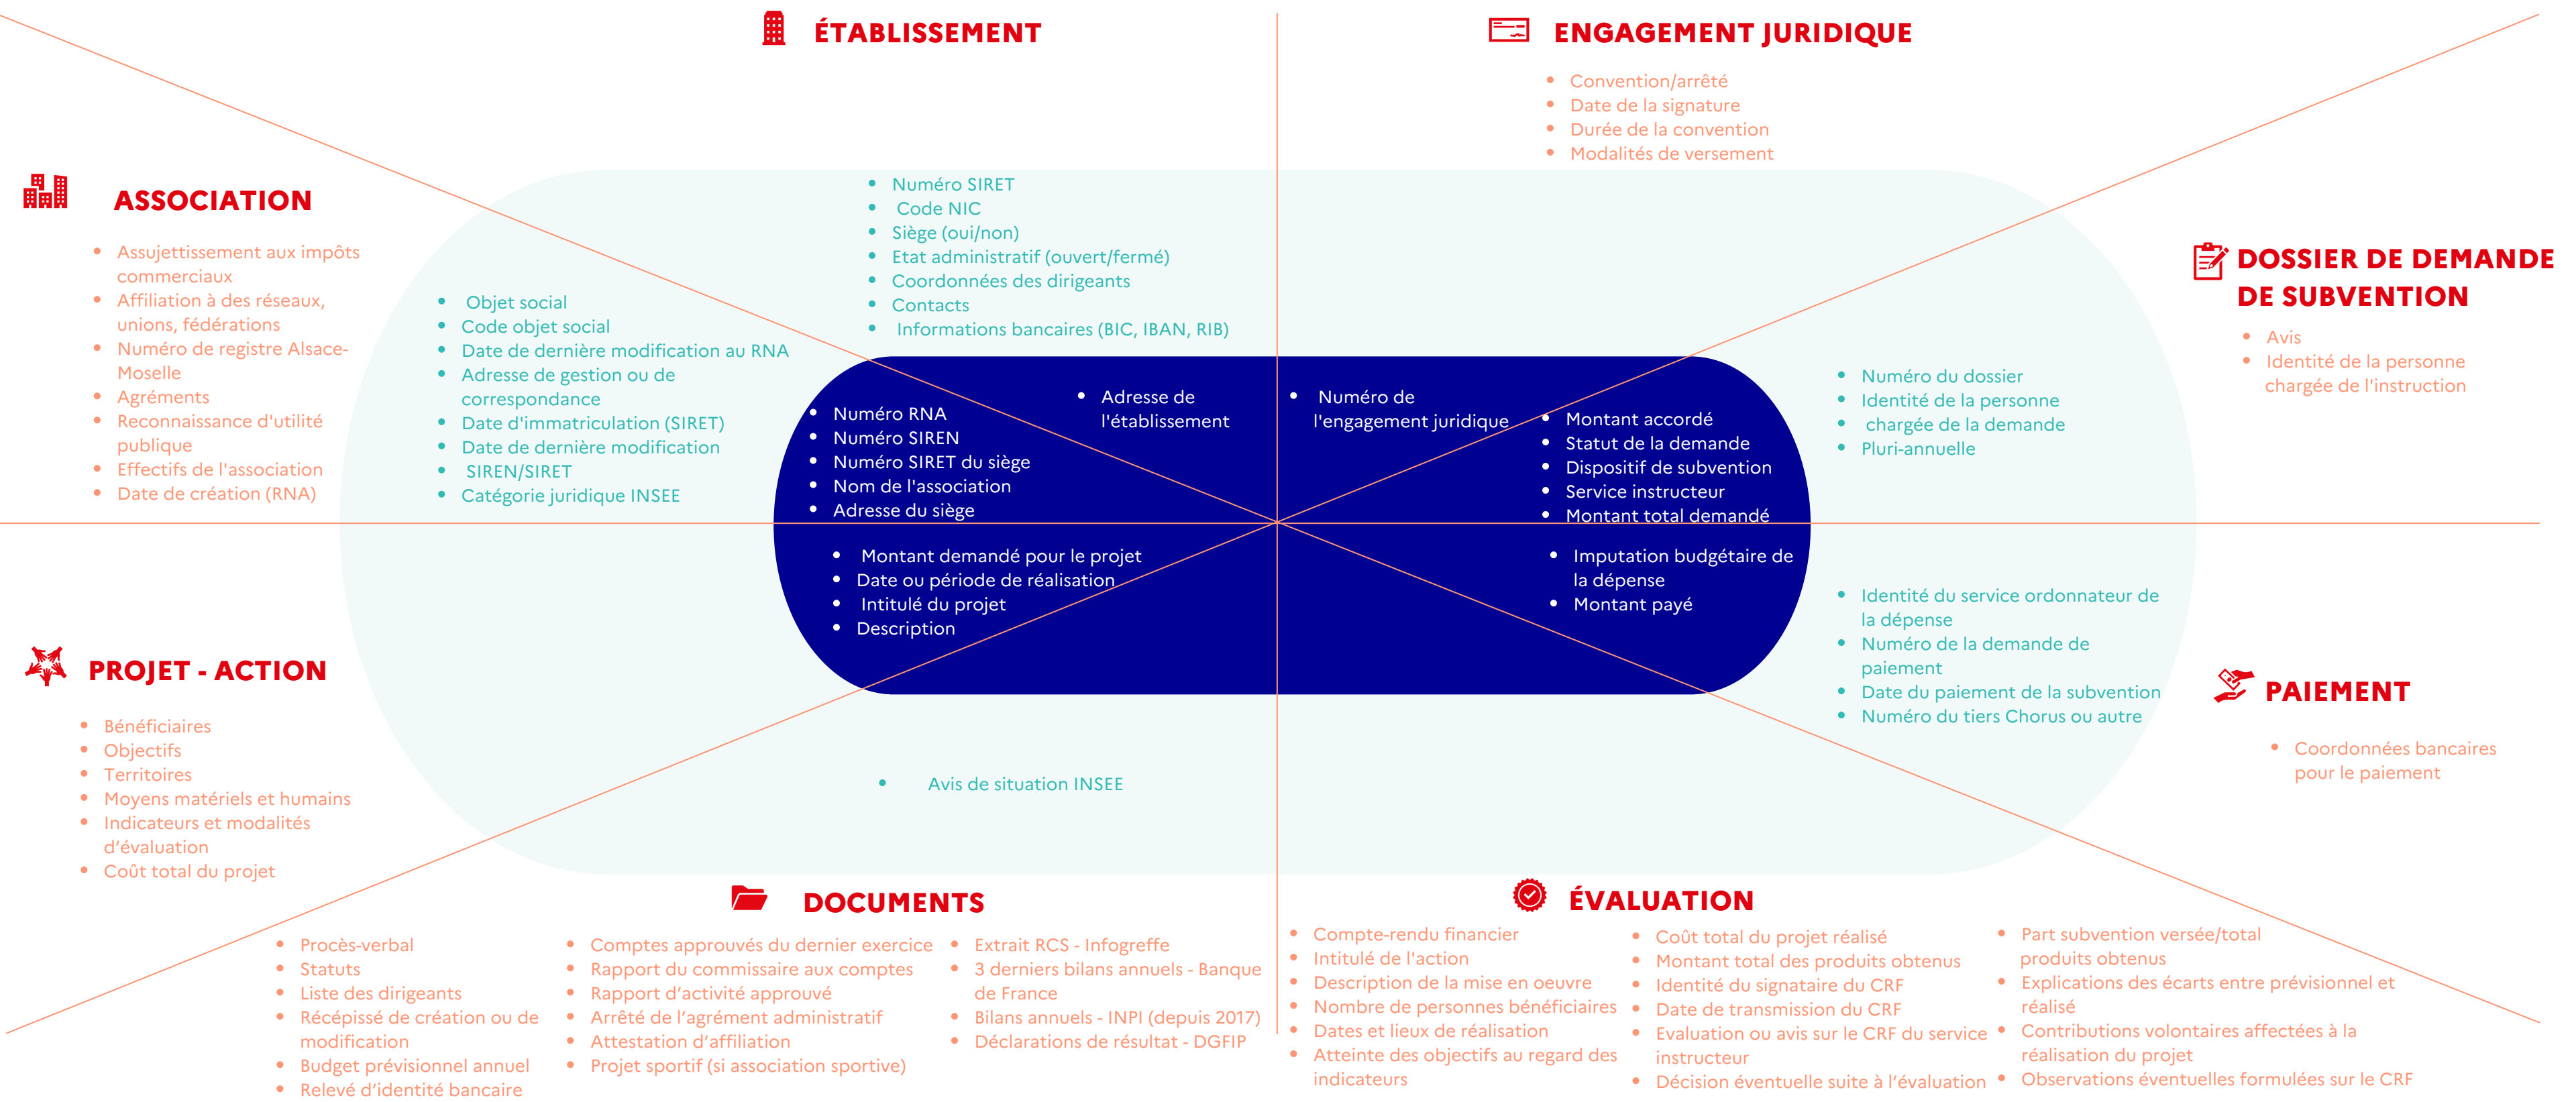 ÉTABLISSEMENT
Numéro SIRET
Code NIC
Siège (oui/non)
Etat administratif (ouvert/fermé)
Coordonnées des dirigeants
Contacts
Informations bancaires (BIC, IBAN, RIB)
Adresse de
l'établissement
ENGAGEMENT JURIDIQUE
Convention/arrêté
Date de la signature
Durée de la convention
Modalités de versement
Numéro de
l'engagement juridique
ASSOCIATION
Assujettissement aux impôts
commerciaux
Affiliation à des réseaux,
unions, fédérations
Numéro de registre Alsace-
Moselle
Agréments
Reconnaissance d'utilité
publique
Effectifs de l'association
Date de création (RNA)
Objet social
Code objet social
Date de dernière modification au RNA
Adresse de gestion ou de
correspondance
Date d'immatriculation (SIRET)
Date de dernière modification
SIREN/SIRET
Catégorie juridique INSEE
Numéro RNA
Numéro SIREN
Numéro SIRET du siège
Nom de l'association
Adresse du siège
DOSSIER DE DEMANDE
DE SUBVENTION
Avis
Identité de la personne
chargée de l'instruction
Numéro du dossier
Identité de la personne
chargée de la demande
Pluri-annuelle
Montant accordé
Statut de la demande
Dispositif de subvention
Service instructeur
Montant total demandé
PROJET - ACTION
Bénéficiaires
Objectifs
Territoires
Moyens matériels et humains
Indicateurs et modalités
d’évaluation
Coût total du projet
Montant demandé pour le projet
Date ou période de réalisation
Intitulé du projet
Description
PAIEMENT
Coordonnées bancaires
pour le paiement
Identité du service ordonnateur de
la dépense
Numéro de la demande de
paiement
Date du paiement de la subvention
Numéro du tiers Chorus ou autre
Imputation budgétaire de
la dépense
Montant payé
Avis de situation INSEE
DOCUMENTS
Procès-verbal
Statuts
Liste des dirigeants
Récépissé de création ou de
modification
Budget prévisionnel annuel
Relevé d’identité bancaire
Comptes approuvés du dernier exercice
Rapport du commissaire aux comptes
Rapport d’activité approuvé
Arrêté de l’agrément administratif
Attestation d’affiliation
Projet sportif (si association sportive)
Extrait RCS - Infogreffe
3 derniers bilans annuels - Banque
de France
Bilans annuels - INPI (depuis 2017)
Déclarations de résultat - DGFIP
ÉVALUATION
Compte-rendu financier
Intitulé de l'action
Description de la mise en oeuvre
Nombre de personnes bénéficiaires
Dates et lieux de réalisation
Atteinte des objectifs au regard des
indicateurs
Coût total du projet réalisé
Montant total des produits obtenus
Identité du signataire du CRF
Date de transmission du CRF
Evaluation ou avis sur le CRF du service
instructeur
Décision éventuelle suite à l’évaluation
Part subvention versée/total
produits obtenus
Explications des écarts entre prévisionnel et
réalisé
Contributions volontaires affectées à la
réalisation du projet
Observations éventuelles formulées sur le CRF